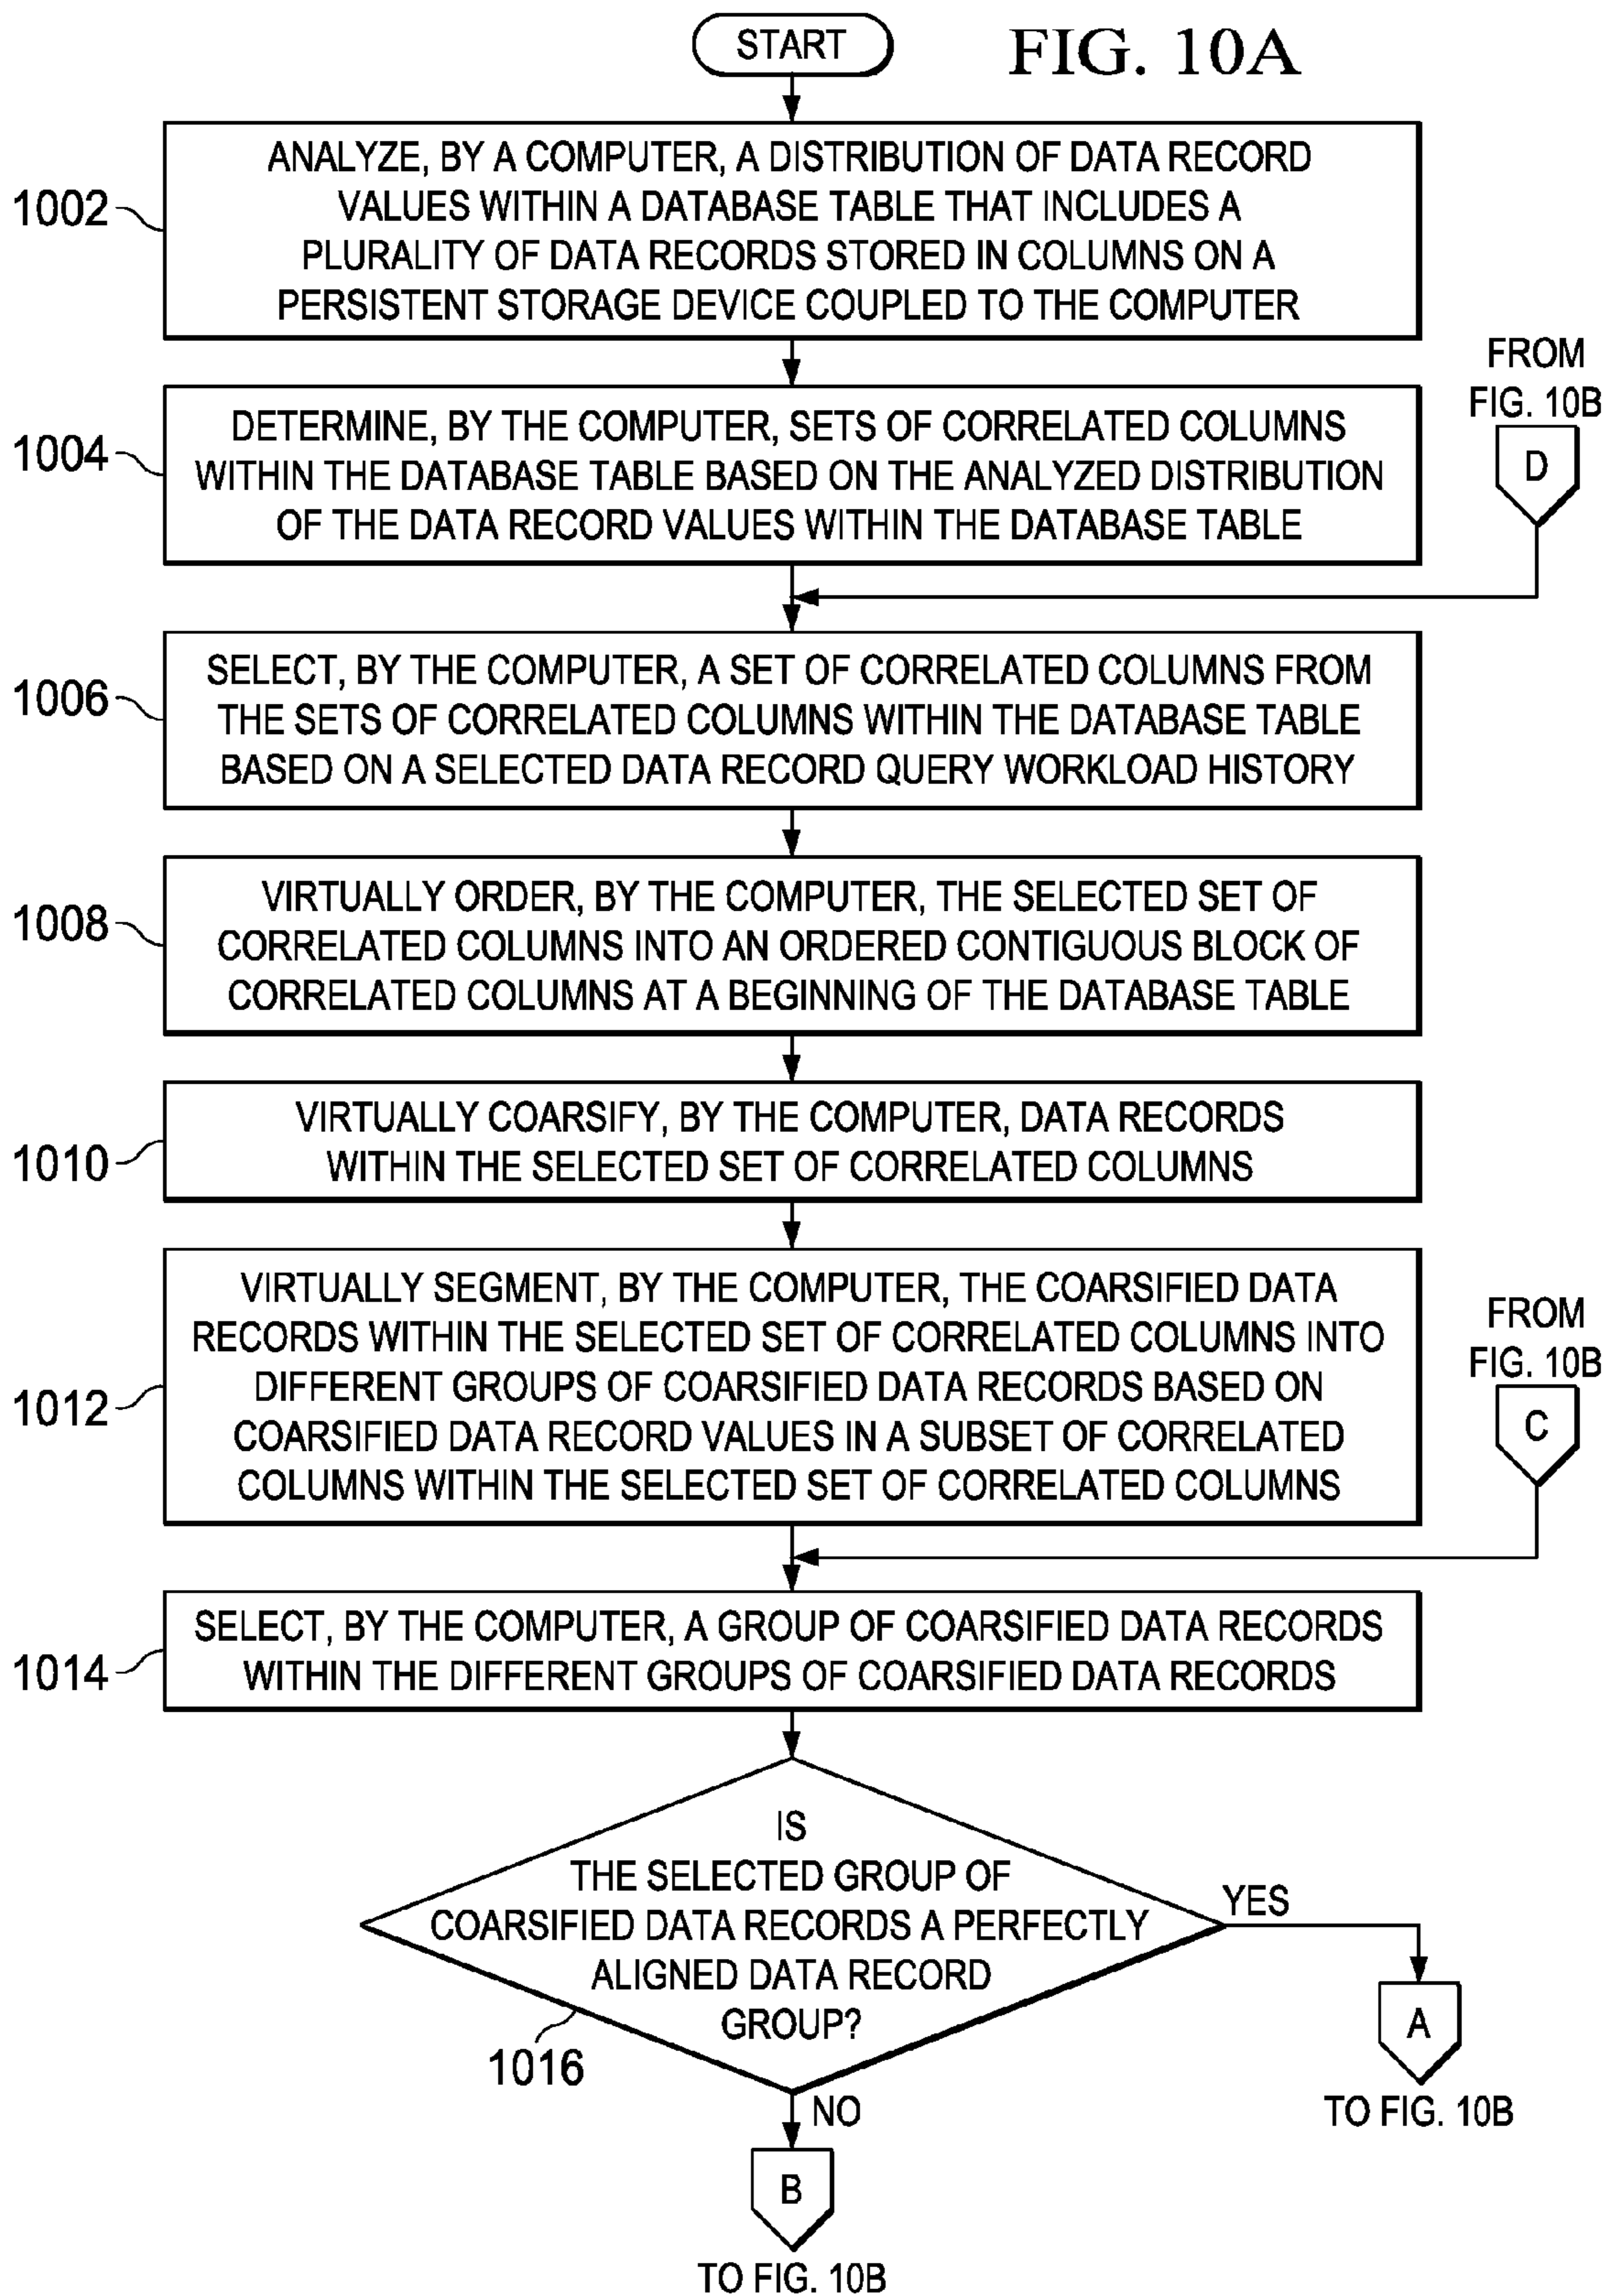 START
FIG. 10A
ANALYZE, BY A COMPUTER, A DISTRIBUTION OF DATA RECORD
VALUES WITHIN A DATABASE TABLE THAT INCLUDES A
PLURALITY OF DATA RECORDS STORED IN COLUMNS ON A
PERSISTENT STORAGE DEVICE COUPLED TO THE COMPUTER
1002
DETERMINE, BY THE COMPUTER, SETS OF CORRELATED COLUMNS
WITHIN THE DATABASE TABLE BASED ON THE ANALYZED DISTRIBUTION
OF THE DATA RECORD VALUES WITHIN THE DATABASE TABLE
1004
FROM
FIG. 10B
D
SELECT, BY THE COMPUTER, A SET OF CORRELATED COLUMNS FROM
THE SETS OF CORRELATED COLUMNS WITHIN THE DATABASE TABLE
BASED ON A SELECTED DATA RECORD QUERY WORKLOAD HISTORY
1006
VIRTUALLY ORDER, BY THE COMPUTER, THE SELECTED SET OF
CORRELATED COLUMNS INTO AN ORDERED CONTIGUOUS BLOCK OF
CORRELATED COLUMNS AT A BEGINNING OF THE DATABASE TABLE
1008
VIRTUALLY COARSIFY, BY THE COMPUTER, DATA RECORDS
WITHIN THE SELECTED SET OF CORRELATED COLUMNS
1010
VIRTUALLY SEGMENT, BY THE COMPUTER, THE COARSIFIED DATA
RECORDS WITHIN THE SELECTED SET OF CORRELATED COLUMNS INTO
DIFFERENT GROUPS OF COARSIFIED DATA RECORDS BASED ON
COARSIFIED DATA RECORD VALUES IN A SUBSET OF CORRELATED
COLUMNS WITHIN THE SELECTED SET OF CORRELATED COLUMNS
1012
FROM
FIG. 10B
C
SELECT, BY THE COMPUTER, A GROUP OF COARSIFIED DATA RECORDS
WITHIN THE DIFFERENT GROUPS OF COARSIFIED DATA RECORDS
1014
IS
THE SELECTED GROUP OF
COARSIFIED DATA RECORDS A PERFECTLY
ALIGNED DATA RECORD
GROUP?
1016
YES
A
TO FIG. 10B
NO
B
TO FIG. 10B